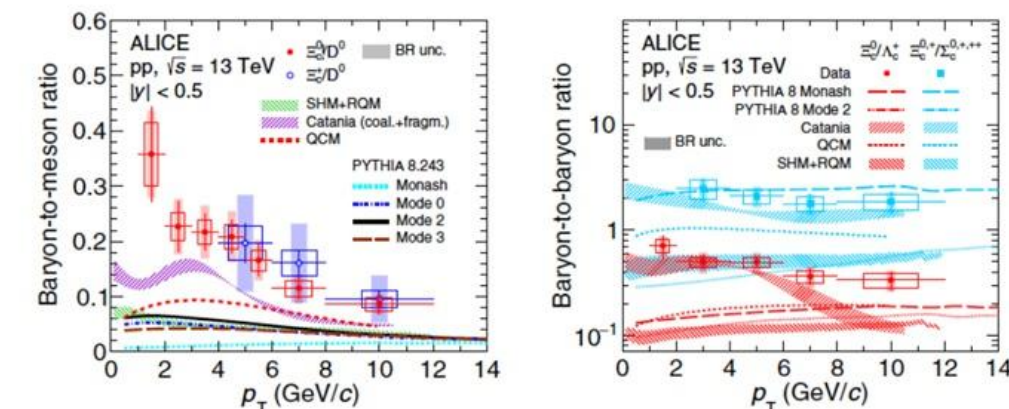 ALICE
pp, √s = 13 TeV
|y| < 0.5
Ξc0/D0
Ξc+/D0
BR unc.
SHM+RQM
Catania (coal.+fragm.)
QCM
PYTHIA 8.243
Monash
Mode 0
Mode 2
Mode 3
Baryon-to-meson ratio
0.6
0.5
0.4
0.3
0.2
0.1
0
0 2 4 6 8 10 12 14
pT (GeV/c)
ALICE
pp, √s = 13 TeV
|y| < 0.5
Ξc0/Λc+ Ξc0,+/Σc0,+,++
Data
PYTHIA 8 Monash
PYTHIA 8 Mode 2
Catania
QCM
SHM+RQM
BR unc.
Baryon-to-baryon ratio
10
1
10−1
0 2 4 6 8 10 12 14
pT (GeV/c)